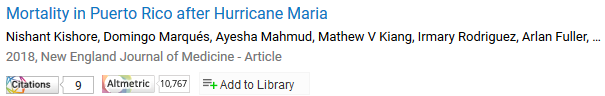 Mortality in Puerto Rico after Hurricane Maria
Nishant Kishore, Domingo Marqués, Ayesha Mahmud, Mathew V Kiang, Irmary Rodriguez, Arlan Fuller, ...
2018, New England Journal of Medicine - Article
Citations 9 Altmetric 10,767 Add to Library